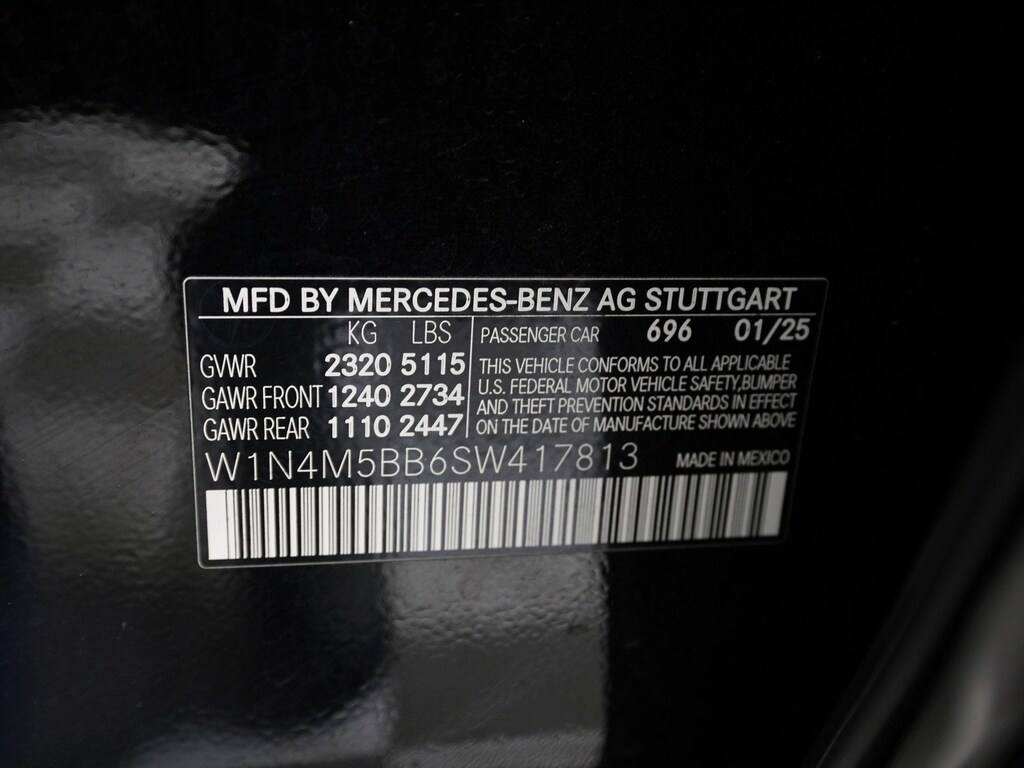 MFD BY MERCEDES-BENZ AG STUTTGART
KG LBS
GVWR 2320 5115
GAWR FRONT 1240 2734
GAWR REAR 1110 2447
PASSENGER CAR 696 01/25
THIS VEHICLE CONFORMS TO ALL APPLICABLE
U.S. FEDERAL MOTOR VEHICLE SAFETY,BUMPER
AND THEFT PREVENTION STANDARDS IN EFFECT
ON THE DATE OF MANUFACTURE SHOWN ABOVE
W1N4M5BB6SW417813 MADE IN MEXICO